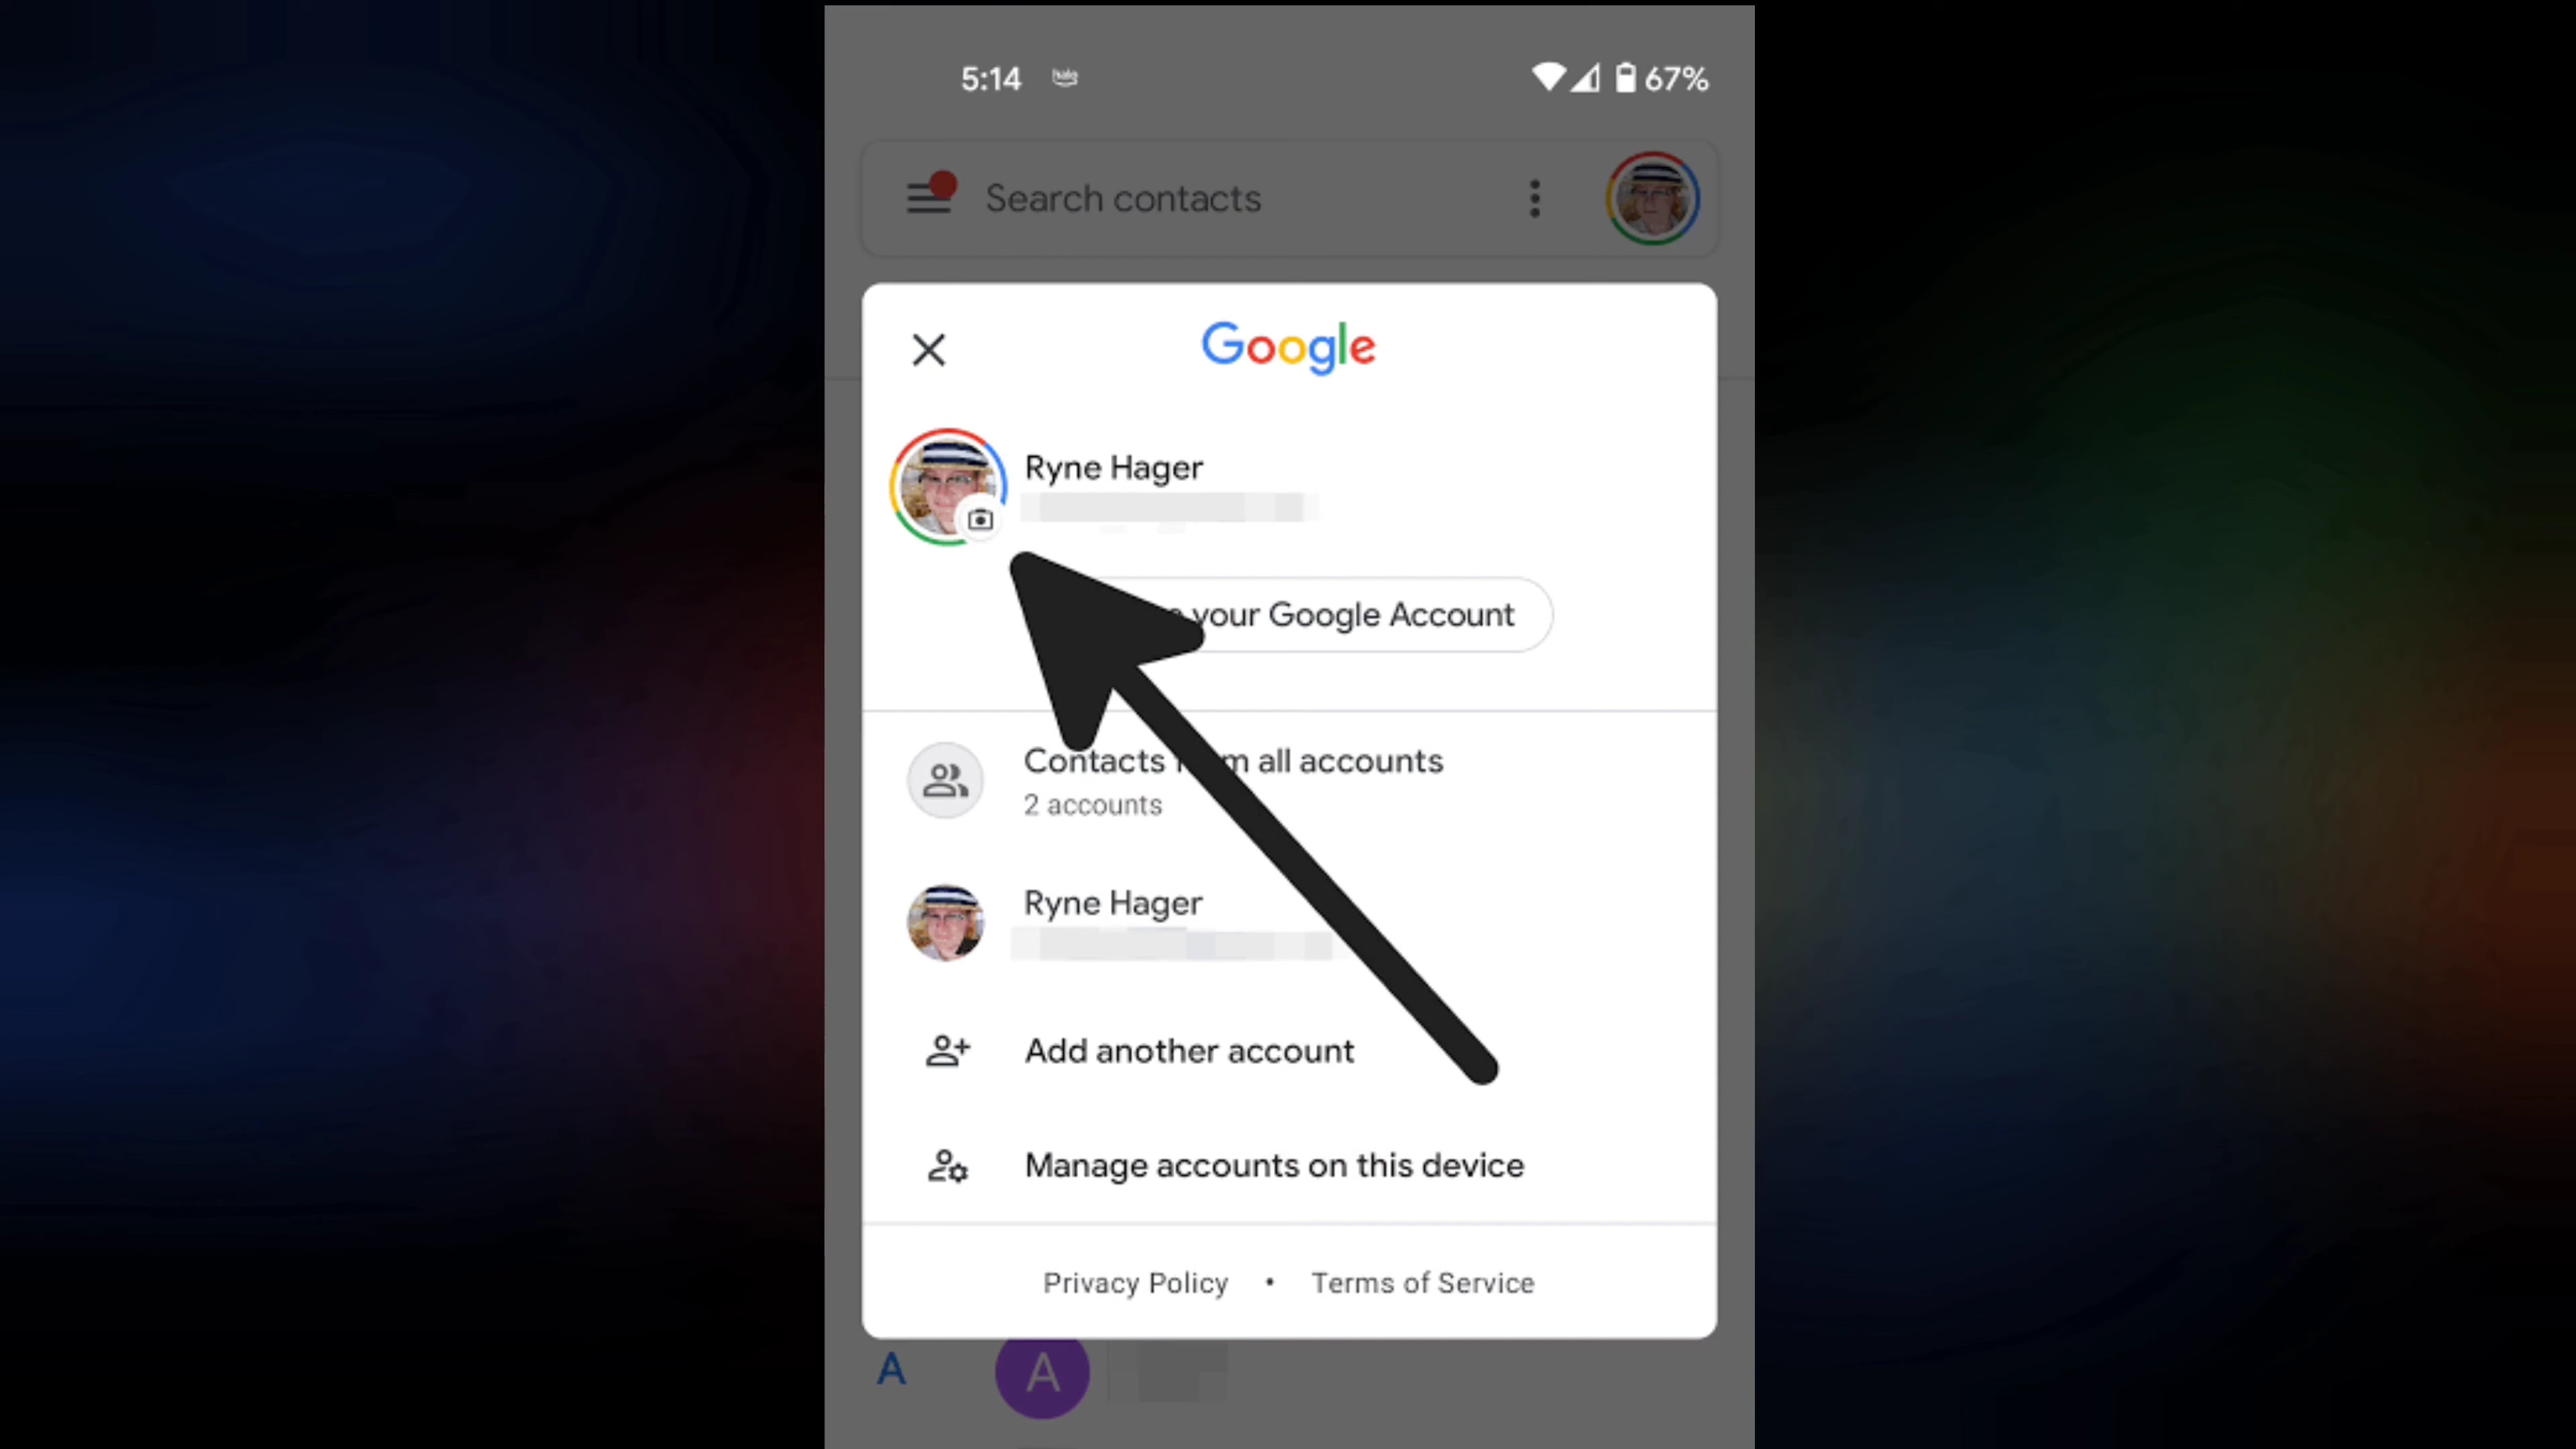 5:14 halo 67%
Search contacts
Google
Ryne Hager
your Google Account
Contacts m all accounts
2 accounts
Ryne Hager
Add another account
Manage accounts on this device
Privacy Policy • Terms of Service
A A